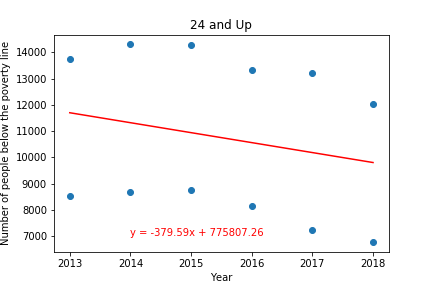 24 and Up
Number of people below the poverty line
14000
13000
12000
11000
10000
9000
8000
7000
y = -379.59x + 775807.26
2013 2014 2015 2016 2017 2018
Year